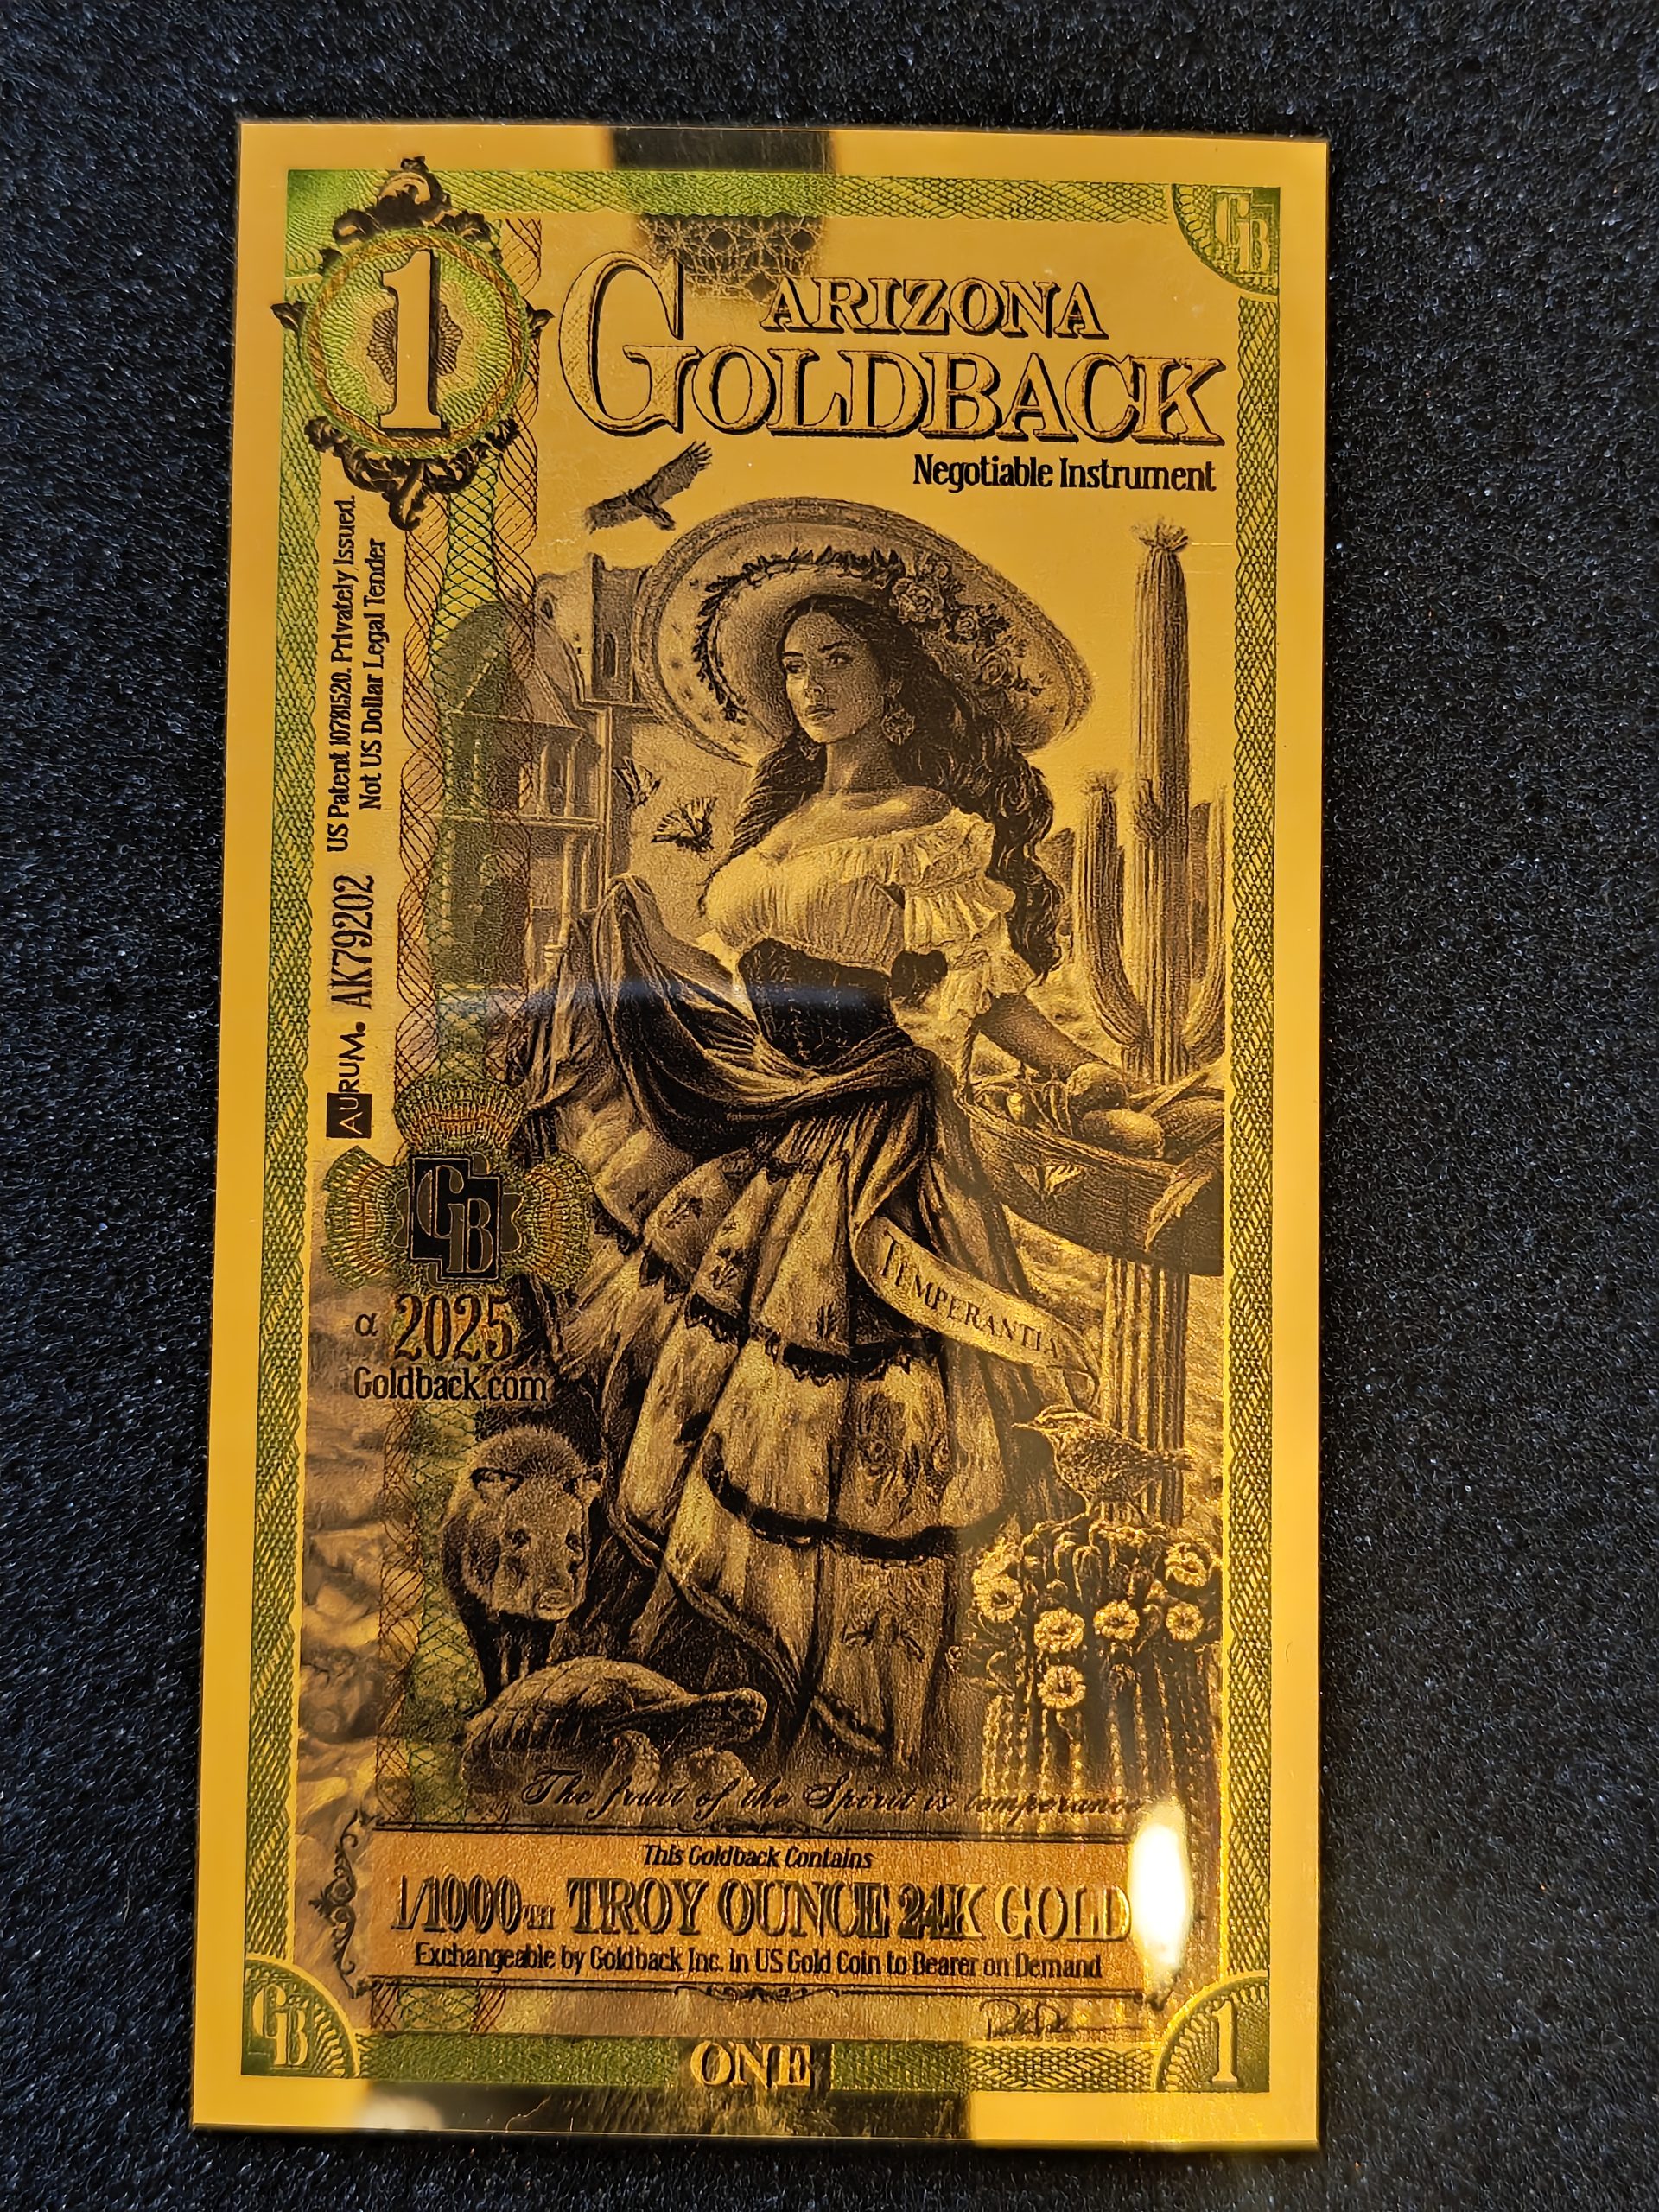 1
GB
ARIZONA
GOLDBACK
Negotiable Instrument
US Patent 10781520. Privately Issued.
Not US Dollar Legal Tender
AURUM. AK79202
GB
α 2025
Goldback.com
TEMPERANTIA
The fruit of the Spirit is temperance
This Goldback Contains
1/1000TH TROY OUNCE 24K GOLD
Exchangeable by Goldback Inc. in US Gold Coin to Bearer on Demand
GB
ONE
1